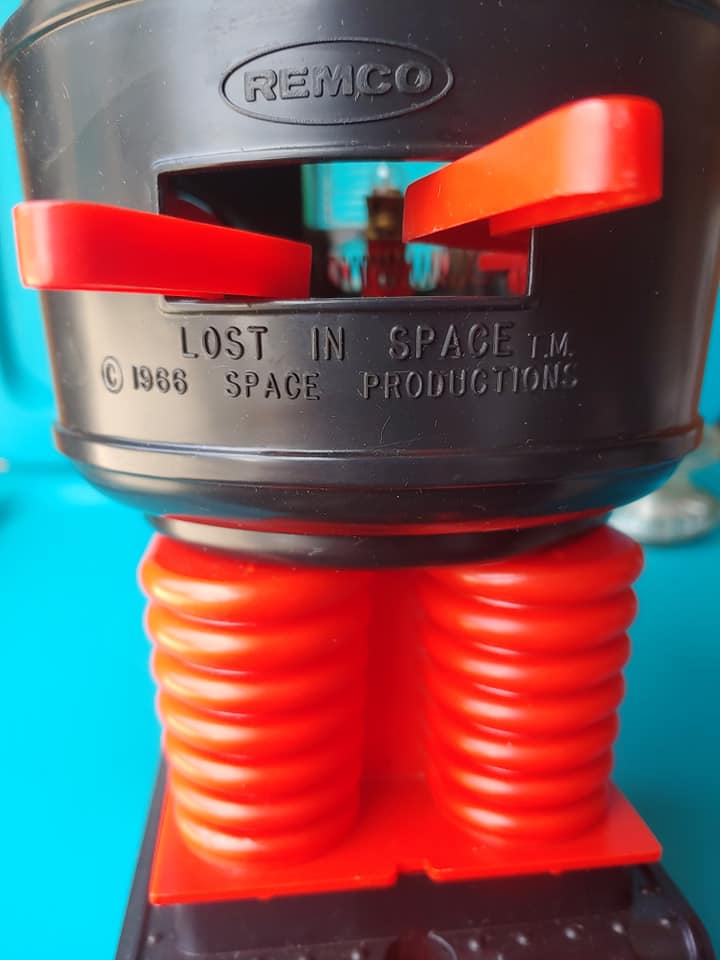 REMCO
LOST IN SPACE T.M.
© 1966 SPACE PRODUCTIONS